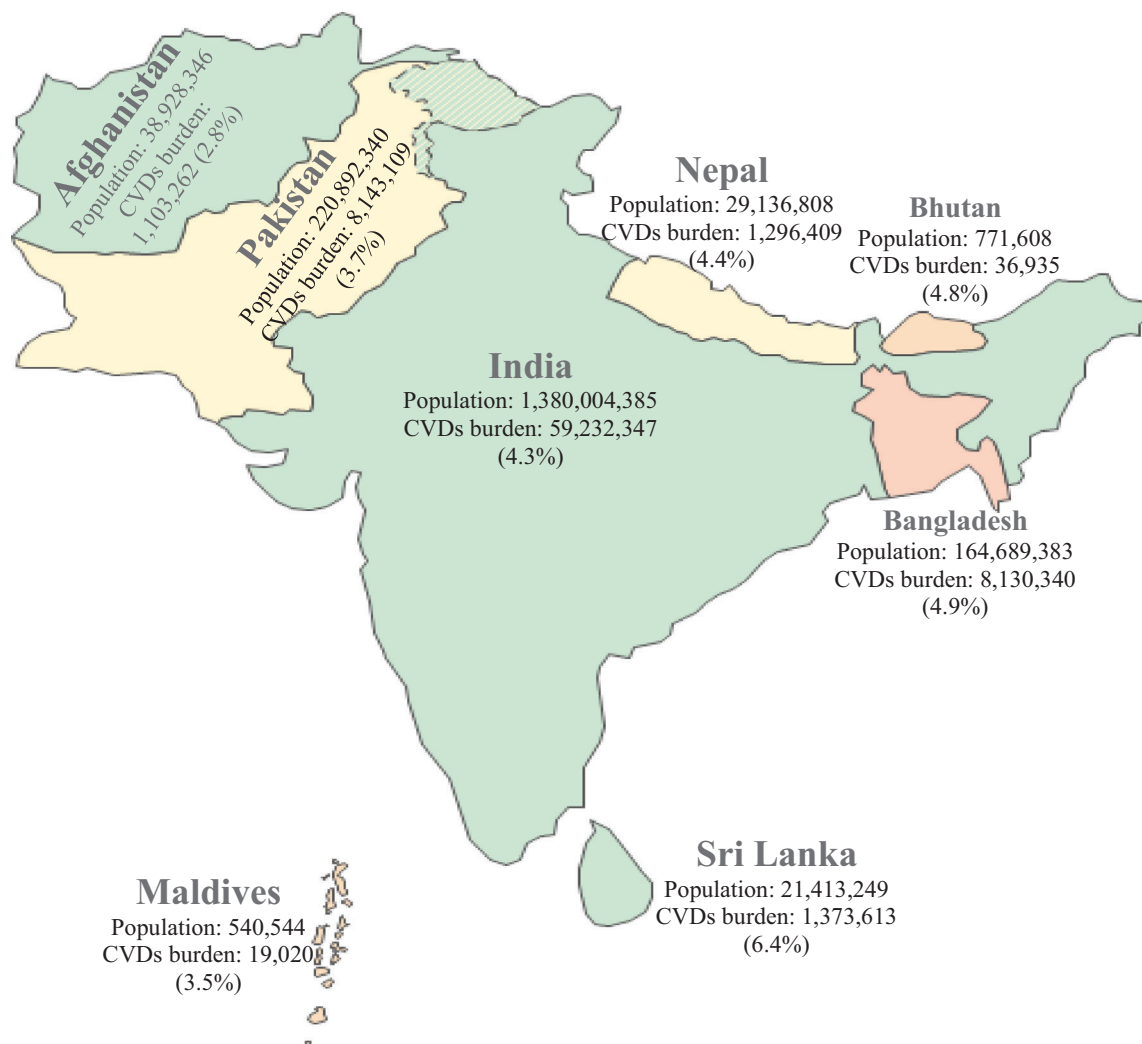 Afghanistan
Population: 38,928,346
CVDs burden:
1,103,262 (2.8%)
Pakistan
Population: 220,892,340
CVDs burden: 8,143,109
(3.7%)
Nepal
Population: 29,136,808
CVDs burden: 1,296,409
(4.4%)
Bhutan
Population: 771,608
CVDs burden: 36,935
(4.8%)
India
Population: 1,380,004,385
CVDs burden: 59,232,347
(4.3%)
Bangladesh
Population: 164,689,383
CVDs burden: 8,130,340
(4.9%)
Sri Lanka
Population: 21,413,249
CVDs burden: 1,373,613
(6.4%)
Maldives
Population: 540,544
CVDs burden: 19,020
(3.5%)